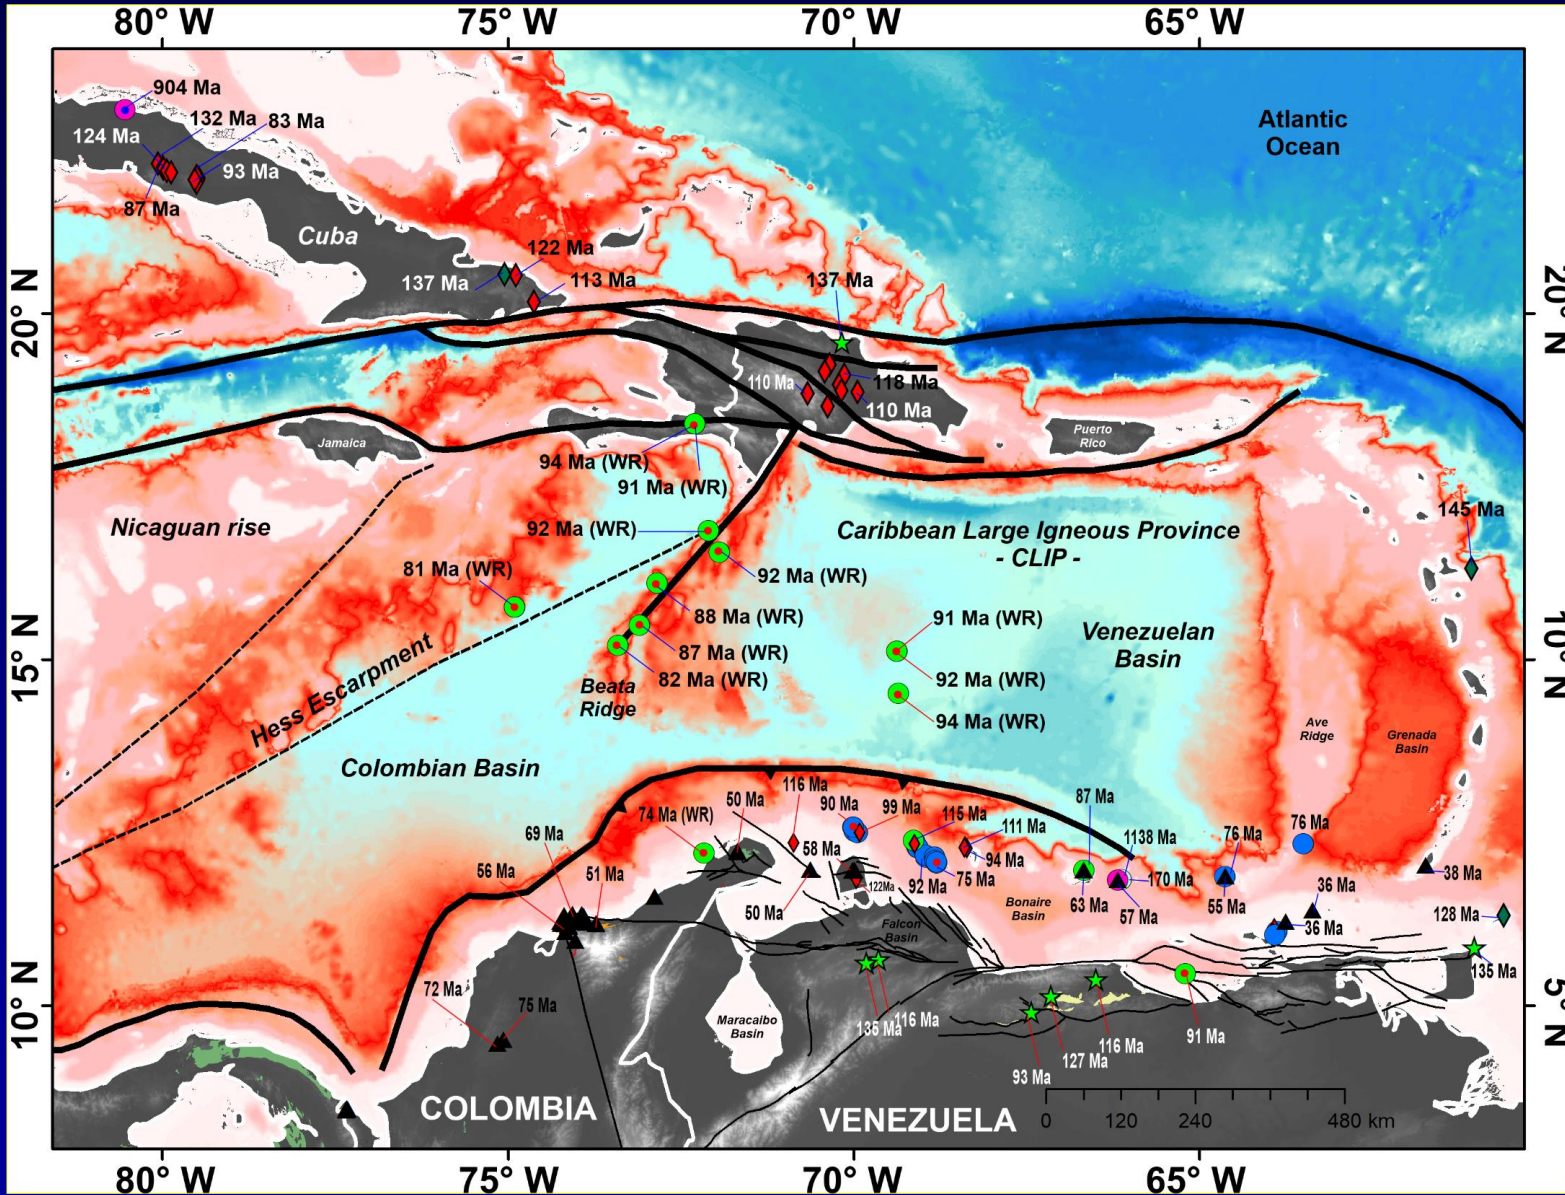 80° W 75° W 70° W 65° W
904 Ma
132 Ma
83 Ma
124 Ma
93 Ma
87 Ma
Atlantic
Ocean
Cuba
122 Ma
137 Ma
113 Ma
137 Ma
20° N
20° N
110 Ma
118 Ma
110 Ma
Jamaica
Puerto
Rico
94 Ma (WR)
91 Ma (WR)
Nicaguan rise
92 Ma (WR)
Caribbean Large Igneous Province
- CLIP -
145 Ma
81 Ma (WR)
92 Ma (WR)
88 Ma (WR)
91 Ma (WR)
Venezuelan
Basin
15° N
10° N
87 Ma (WR)
82 Ma (WR)
92 Ma (WR)
Hess Escarpment
Beata
Ridge
94 Ma (WR)
Ave
Ridge
Grenada
Basin
Colombian Basin
116 Ma
50 Ma
74 Ma (WR)
90 Ma
99 Ma
115 Ma
87 Ma
111 Ma
69 Ma
1138 Ma
76 Ma
76 Ma
58 Ma
94 Ma
56 Ma
51 Ma
122Ma
92 Ma
75 Ma
170 Ma
38 Ma
36 Ma
63 Ma
57 Ma
55 Ma
50 Ma
Bonaire
Basin
128 Ma
36 Ma
Falcon
Basin
135 Ma
72 Ma
75 Ma
10° N
5° N
Maracaibo
Basin
135 Ma
116 Ma
91 Ma
116 Ma
127 Ma
93 Ma
COLOMBIA
VENEZUELA
0 120 240 480 km
80° W 75° W 70° W 65° W